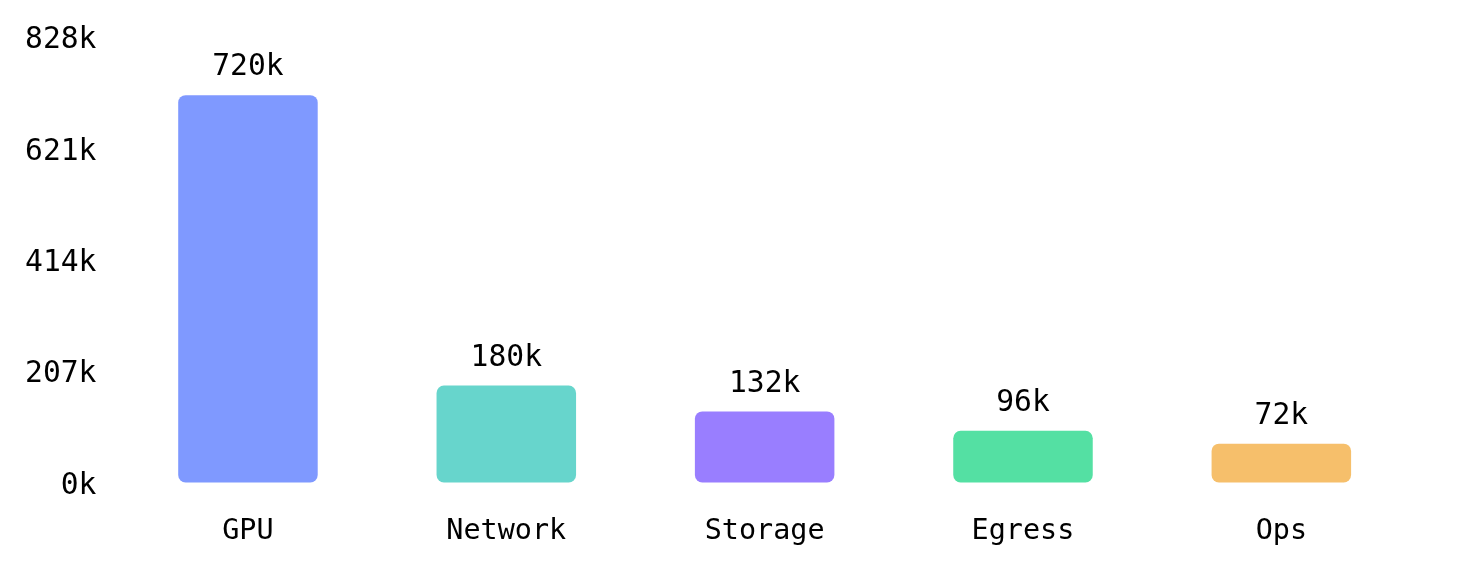 828k
720k
621k
414k
207k
180k
132k
96k
72k
0k
GPU
Network
Storage
Egress
Ops